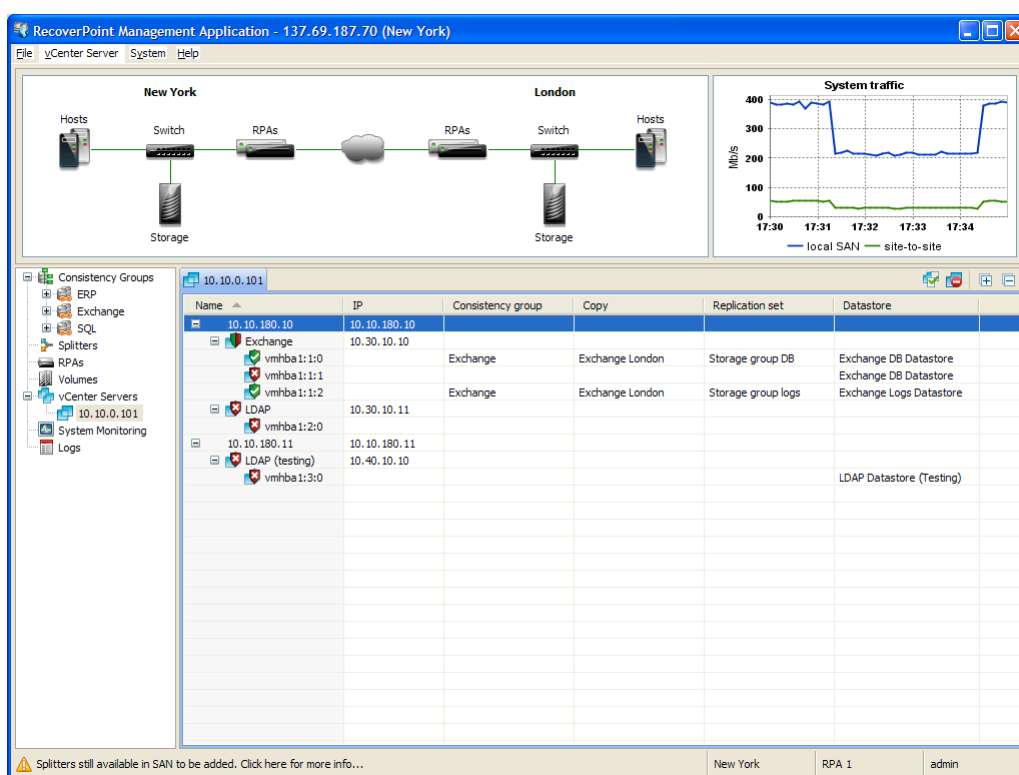 RecoverPoint Management Application - 137.69.187.70 (New York)
File vCenter Server System Help
New York
London
Hosts
Switch
RPAs
RPAs
Switch
Hosts
Storage
Storage
System traffic
Mb/s
400
300
200
100
0
17:30 17:31 17:32 17:33 17:34
local SAN site-to-site
Consistency Groups
ERP
Exchange
SQL
Splitters
RPAs
Volumes
vCenter Servers
10.10.0.101
System Monitoring
Logs
10.10.0.101
Name IP Consistency group Copy Replication set Datastore
10.10.180.10 10.10.180.10
Exchange 10.30.10.10
vmhba1:1:0 Exchange Exchange London Storage group DB Exchange DB Datastore
vmhba1:1:1 Exchange DB Datastore
vmhba1:1:2 Exchange Exchange London Storage group logs Exchange Logs Datastore
LDAP 10.30.10.11
vmhba1:2:0
10.10.180.11 10.10.180.11
LDAP (testing) 10.40.10.10
vmhba1:3:0 LDAP Datastore (Testing)
Splitters still available in SAN to be added. Click here for more info... New York RPA 1 admin